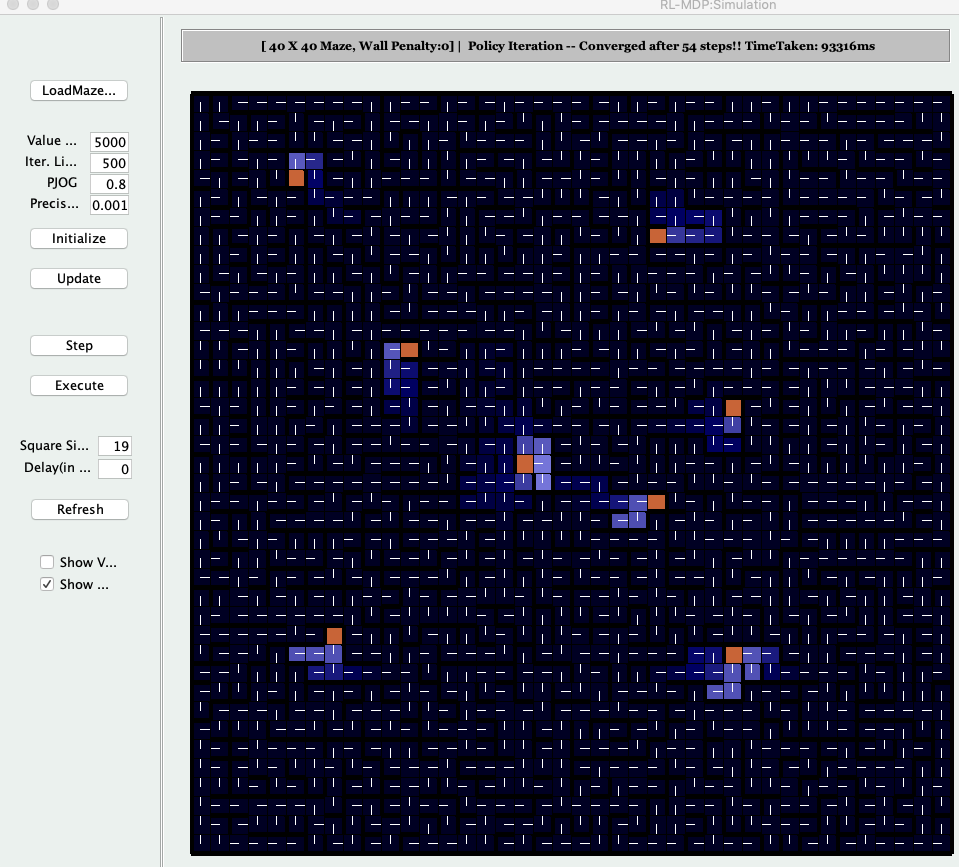 RL-MDP:Simulation
[ 40 X 40 Maze, Wall Penalty:0] | Policy Iteration -- Converged after 54 steps!! TimeTaken: 93316ms
LoadMaze...
Value ... 5000
Iter. Li... 500
PJOG 0.8
Precis... 0.001
Initialize
Update
Step
Execute
Square Si... 19
Delay(in ... 0
Refresh
Show V...
Show ...